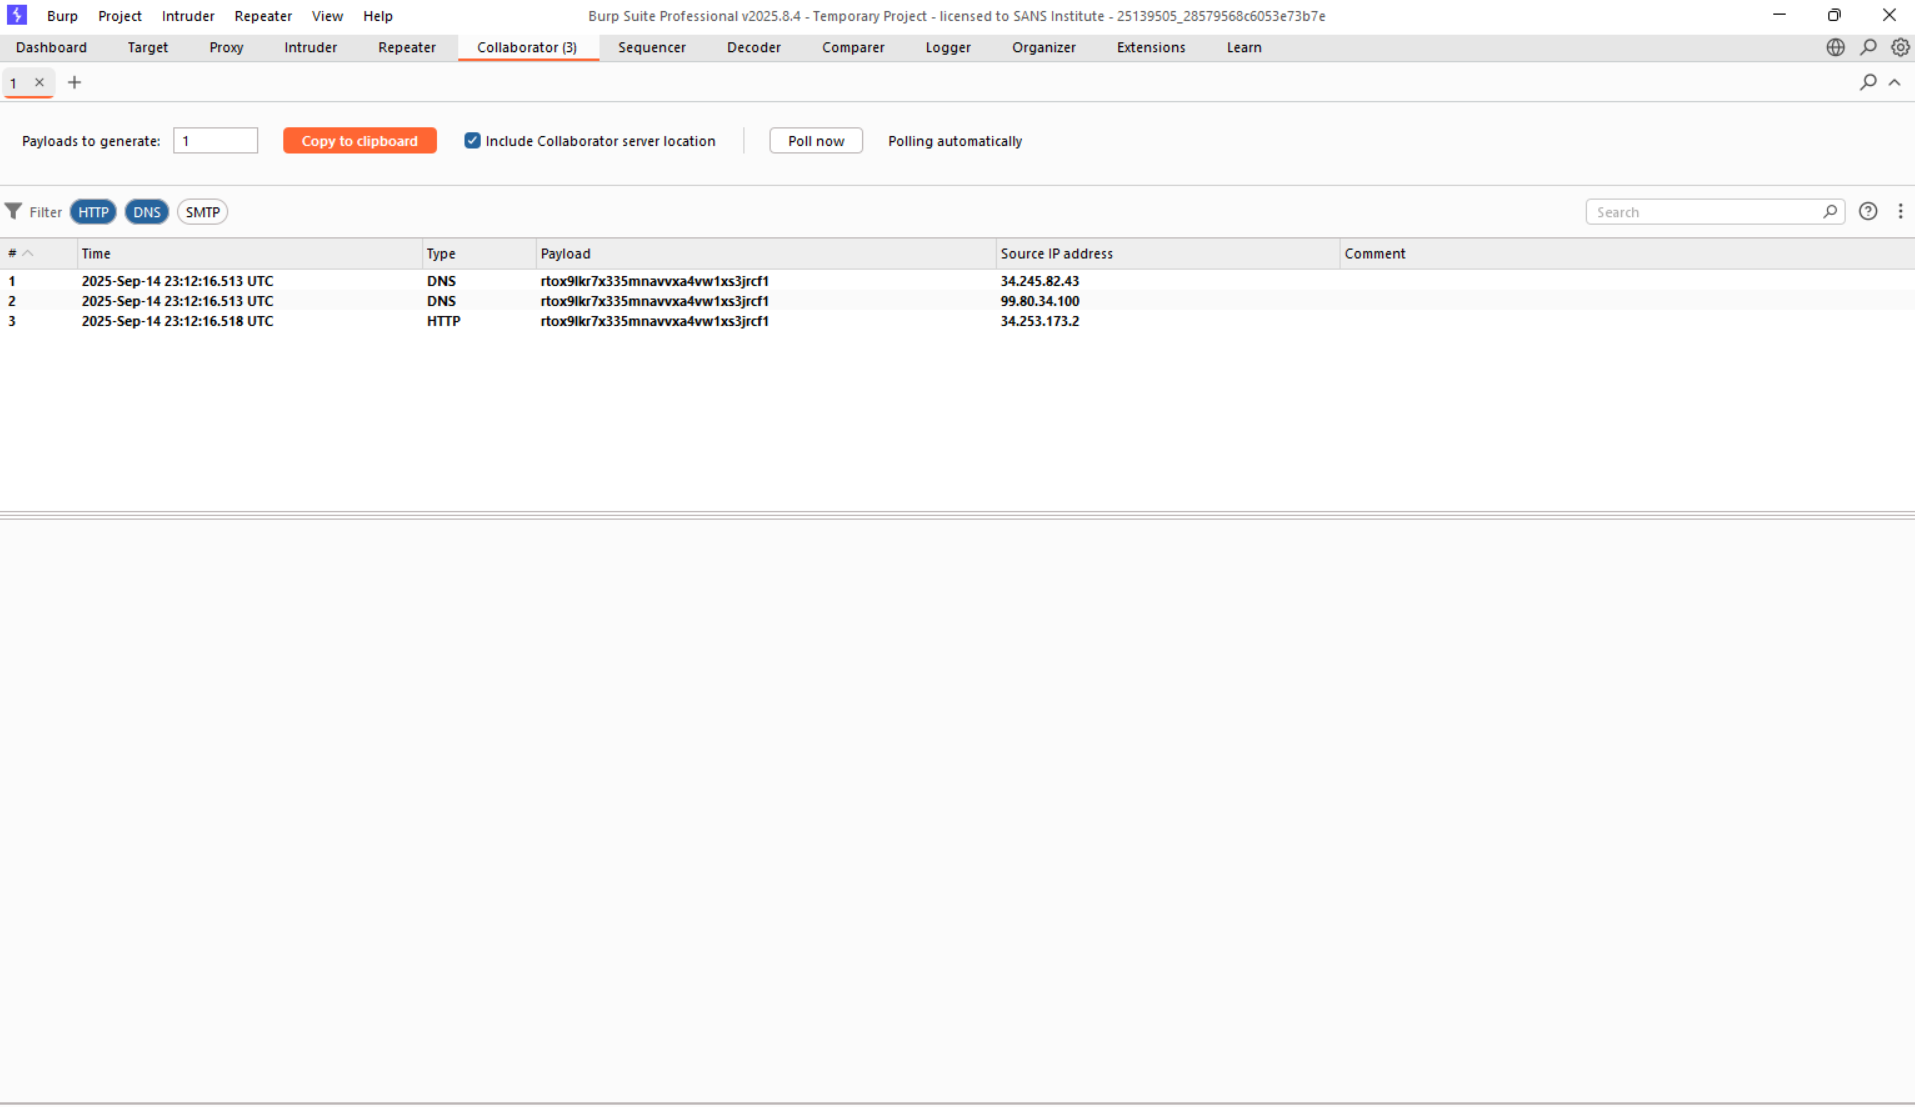 Burp Project Intruder Repeater View Help Burp Suite Professional v2025.8.4 - Temporary Project - licensed to SANS Institute - 25139505_28579568c6053e73b7e
Dashboard Target Proxy Intruder Repeater Collaborator (3) Sequencer Decoder Comparer Logger Organizer Extensions Learn
1
Payloads to generate: 1 Copy to clipboard Include Collaborator server location Poll now Polling automatically
Filter HTTP DNS SMTP Search
# Time Type Payload Source IP address Comment
1 2025-Sep-14 23:12:16.513 UTC DNS rtox9lkr7x335mnavvxa4vw1xs3jrcf1 34.245.82.43
2 2025-Sep-14 23:12:16.513 UTC DNS rtox9lkr7x335mnavvxa4vw1xs3jrcf1 99.80.34.100
3 2025-Sep-14 23:12:16.518 UTC HTTP rtox9lkr7x335mnavvxa4vw1xs3jrcf1 34.253.173.2